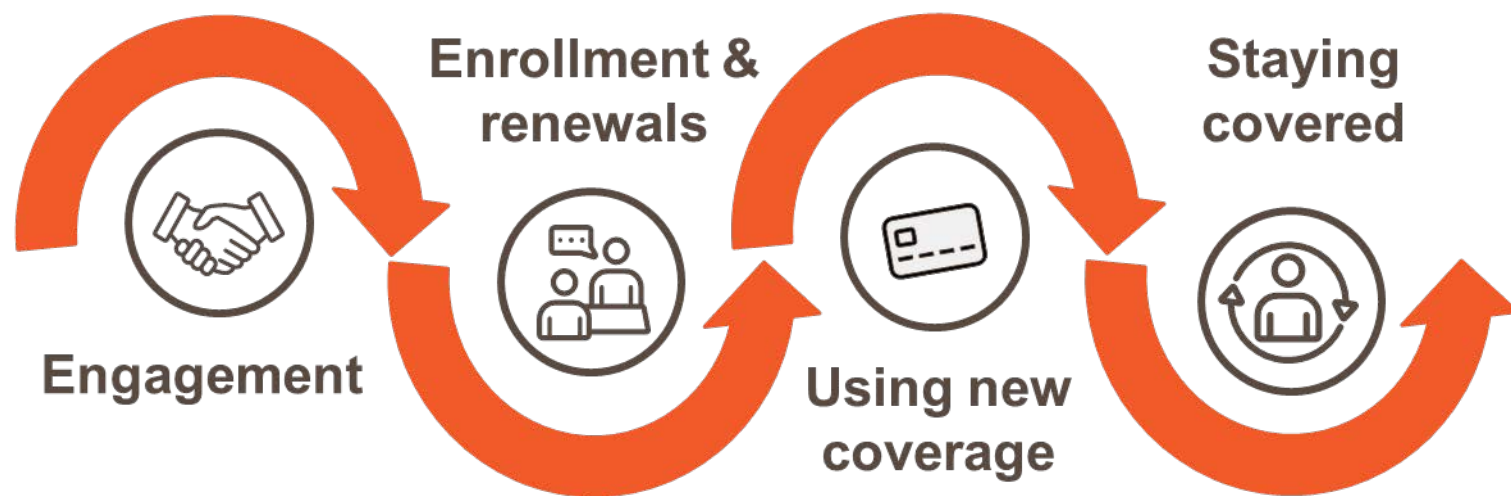 Engagement
Enrollment &
renewals
Using new
coverage
Staying
covered